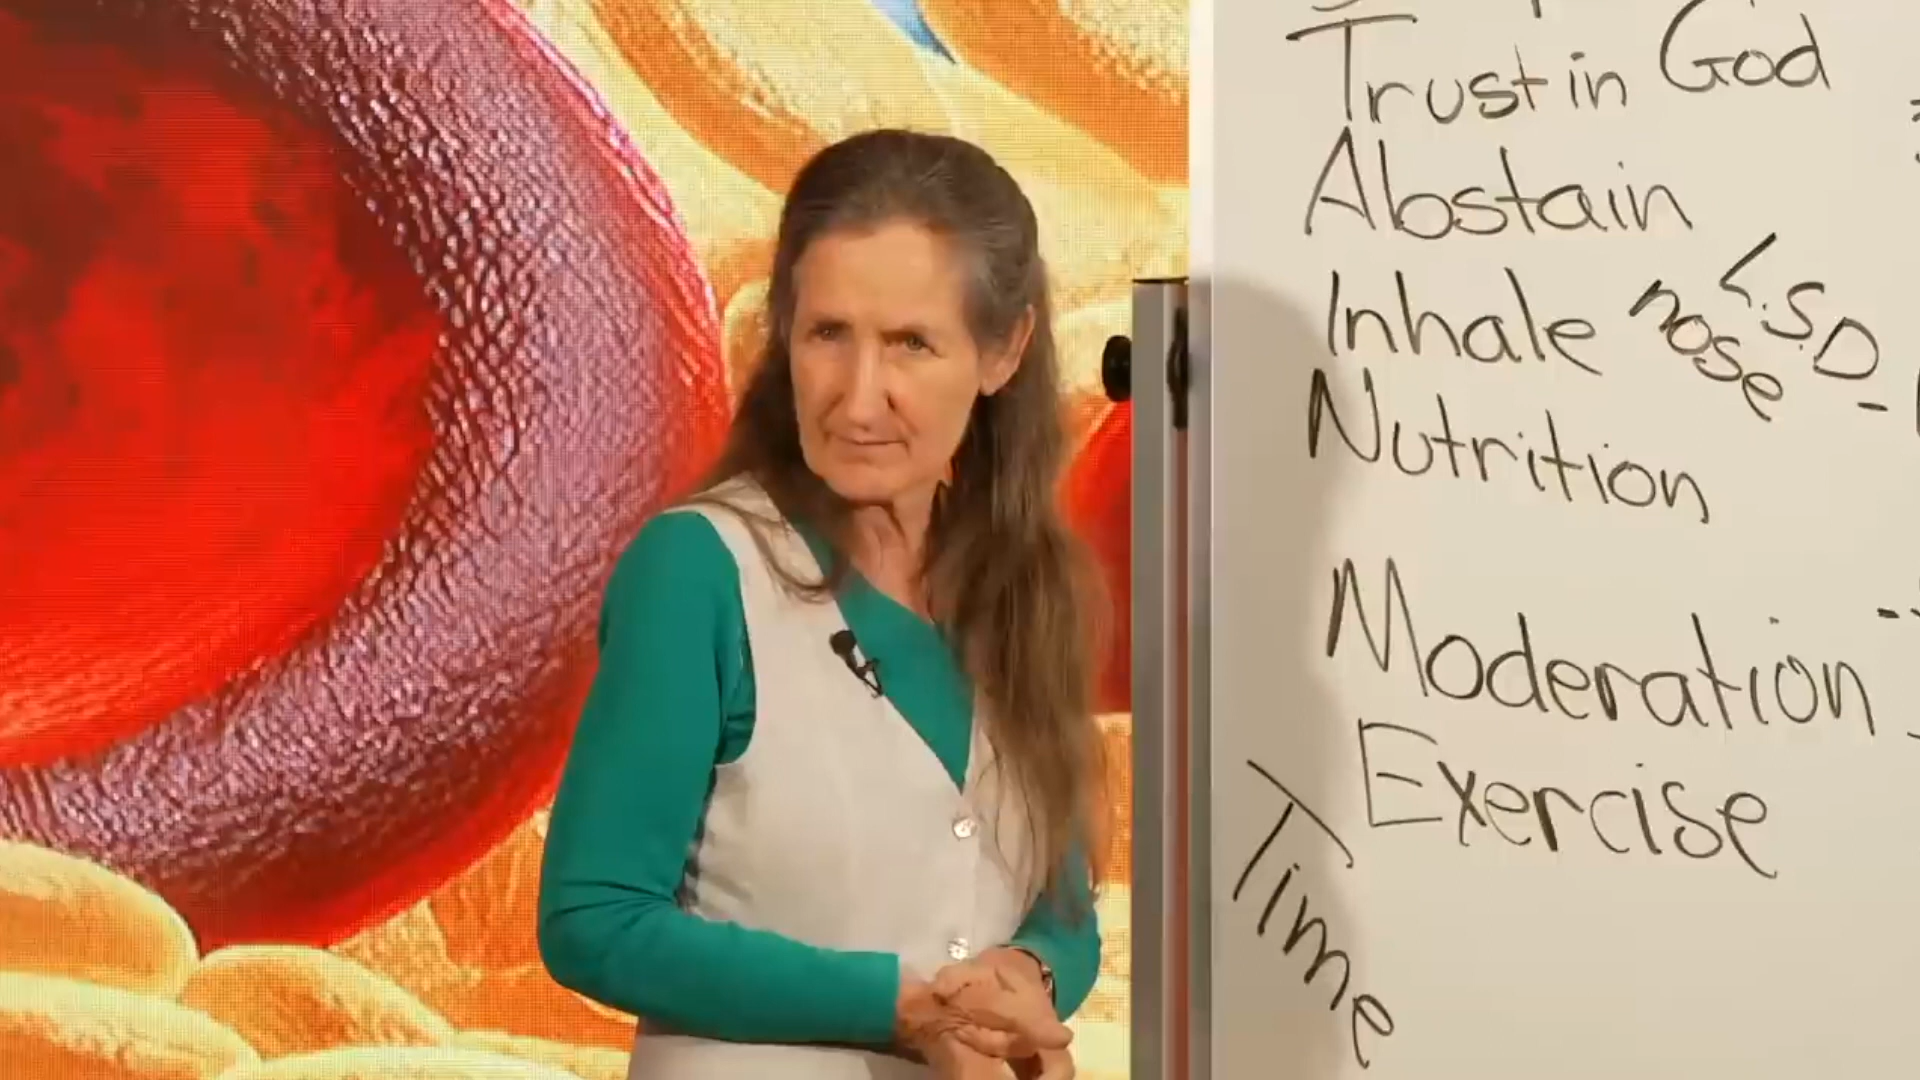 Trust in God
Abstain
Inhale nose L.S.D -
Nutrition
Moderation
Exercise
Time